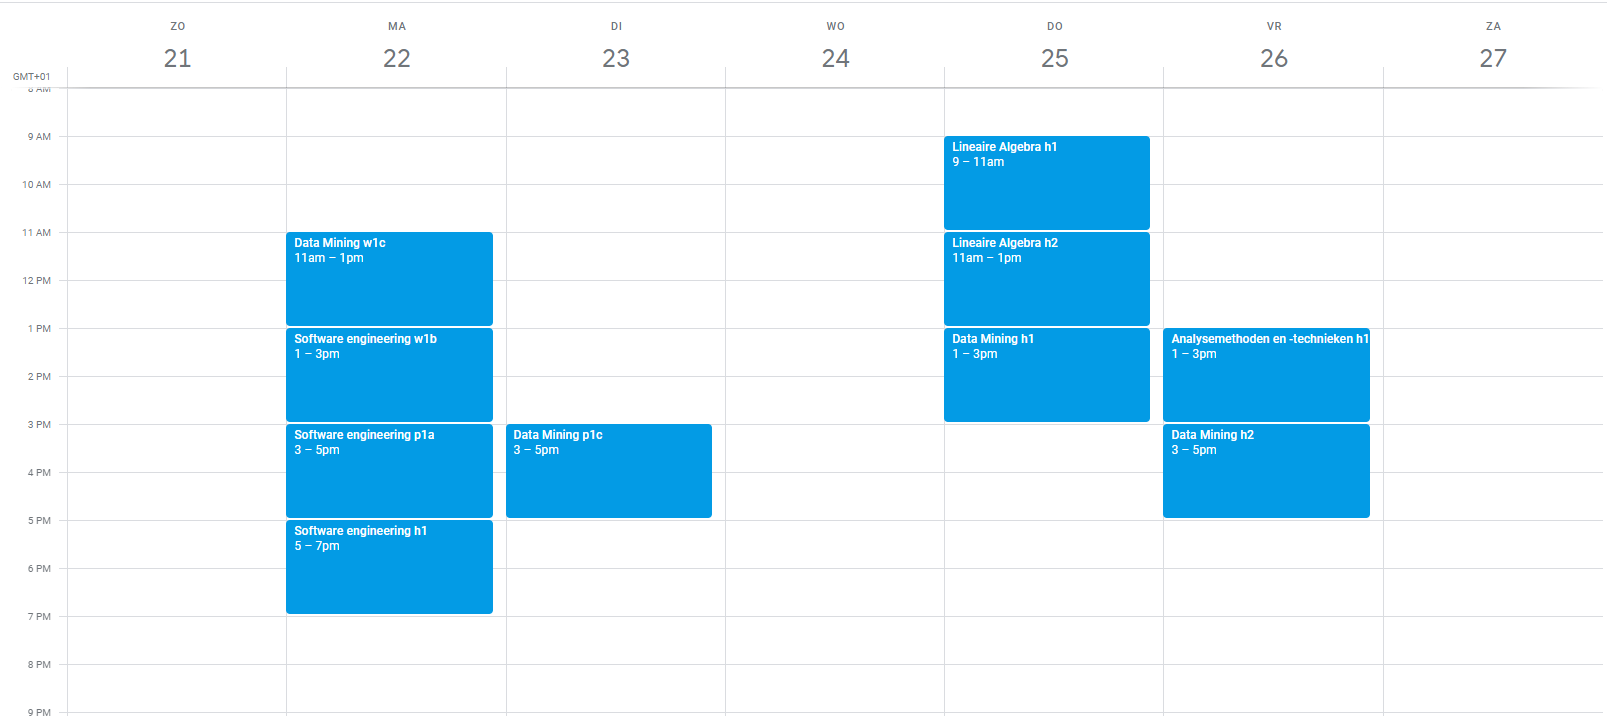 ZO MA DI WO DO VR ZA
21 22 23 24 25 26 27
GMT+01
8 AM
9 AM
Lineaire Algebra h1
9 – 11am
10 AM
11 AM
Data Mining w1c
11am – 1pm
Lineaire Algebra h2
11am – 1pm
12 PM
1 PM
Software engineering w1b
1 – 3pm
Data Mining h1
1 – 3pm
Analysemethoden en -technieken h1
1 – 3pm
2 PM
3 PM
Software engineering p1a
3 – 5pm
Data Mining p1c
3 – 5pm
Data Mining h2
3 – 5pm
4 PM
5 PM
Software engineering h1
5 – 7pm
6 PM
7 PM
8 PM
9 PM